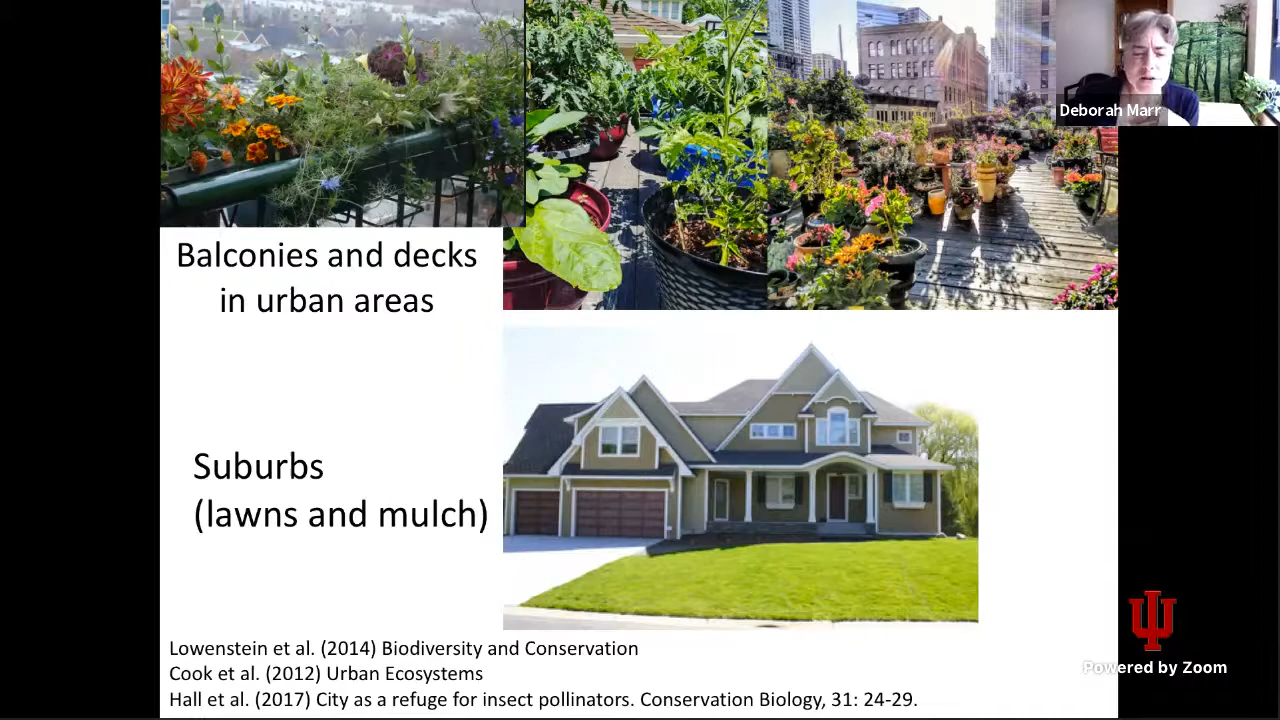 Deborah Marr
Balconies and decks
in urban areas
Suburbs
(lawns and mulch)
Lowenstein et al. (2014) Biodiversity and Conservation
Cook et al. (2012) Urban Ecosystems
Hall et al. (2017) City as a refuge for insect pollinators. Conservation Biology, 31: 24-29.
Powered by Zoom